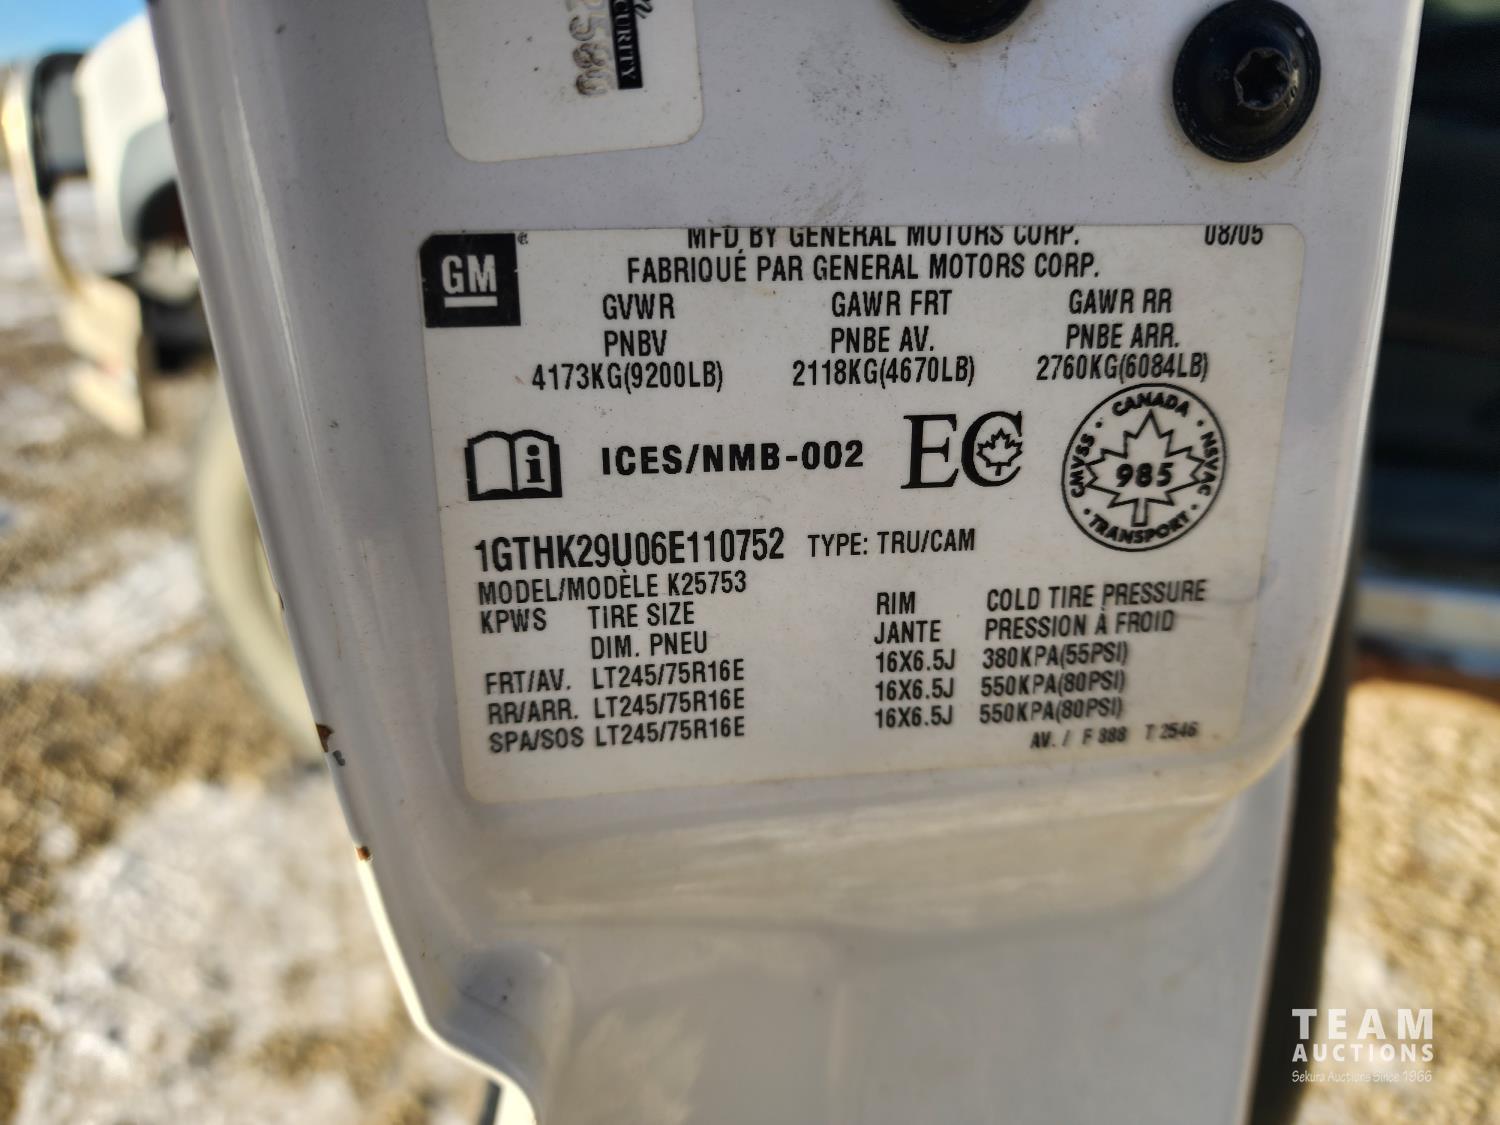 CURITY
GM
MFD BY GENERAL MOTORS CORP. 08/05
FABRIQUÉ PAR GENERAL MOTORS CORP.
GVWR GAWR FRT GAWR RR
PNBV PNBE AV. PNBE ARR.
4173KG(9200LB) 2118KG(4670LB) 2760KG(6084LB)
i ICES/NMB-002 EC
CANADA
CMVSS 985 NSVAC
TRANSPORT
1GTHK29U06E110752 TYPE: TRU/CAM
MODEL/MODÈLE K25753
KPWS TIRE SIZE RIM COLD TIRE PRESSURE
DIM. PNEU JANTE PRESSION À FROID
FRT/AV. LT245/75R16E 16X6.5J 380KPA(55PSI)
RR/ARR. LT245/75R16E 16X6.5J 550KPA(80PSI)
SPA/SOS LT245/75R16E 16X6.5J 550KPA(80PSI)
AV. / F 888 T 2546
TEAM
AUCTIONS
Sekura Auctions Since 1966